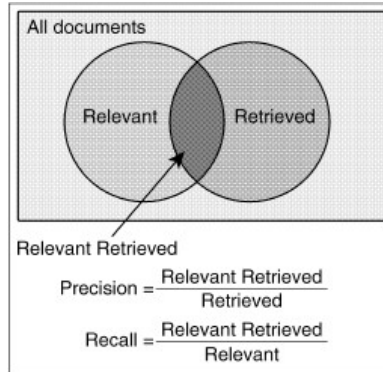 All documents
Relevant
Retrieved
Relevant Retrieved
Precision = Relevant Retrieved
Retrieved
Recall = Relevant Retrieved
Relevant